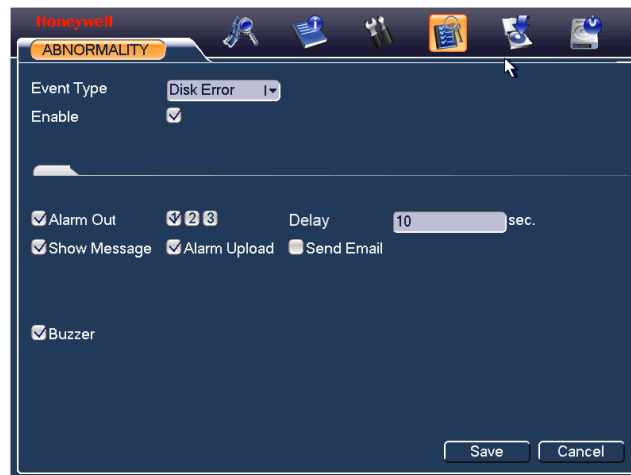 Honeywell
ABNORMALITY
Event Type Disk Error
Enable
Alarm Out 1 2 3 Delay 10 sec.
Show Message Alarm Upload Send Email
Buzzer
Save Cancel